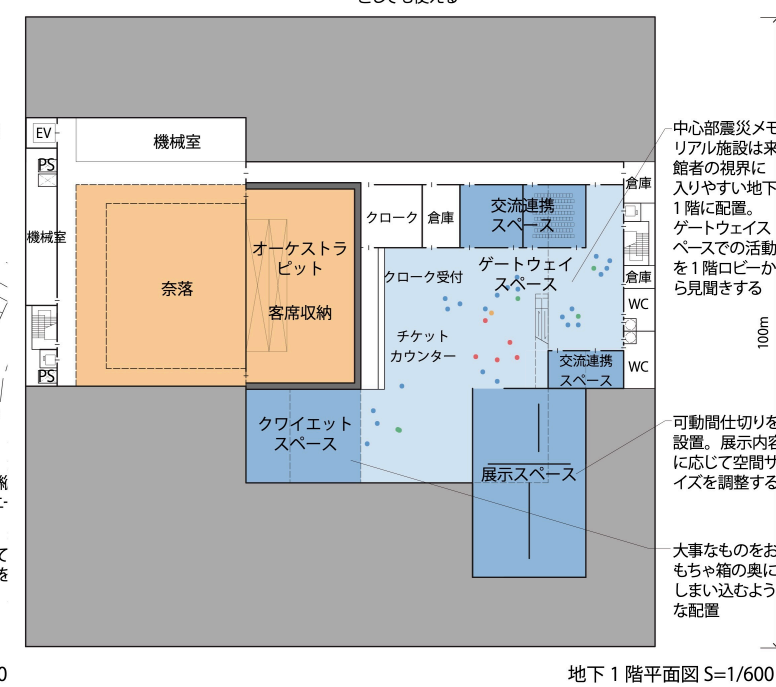 としても使える
EV
機械室
PS
機械室
奈落
オーケストラ
ピット
客席収納
クローク
倉庫
交流連携
スペース
倉庫
クローク受付
ゲートウェイ
スペース
倉庫
WC
チケット
カウンター
交流連携
スペース
WC
PS
クワイエット
スペース
展示スペース
中心部震災メモ
リアル施設は来
館者の視界に
入りやすい地下
1 階に配置。
ゲートウェイス
ペースでの活動
を 1 階ロビーか
ら見聞きする
100m
可動間仕切りを
設置。展示内容
に応じて空間サ
イズを調整する
大事なものをお
もちゃ箱の奥に
しまい込むよう
な配置
て
を
0
地下 1 階平面図 S=1/600